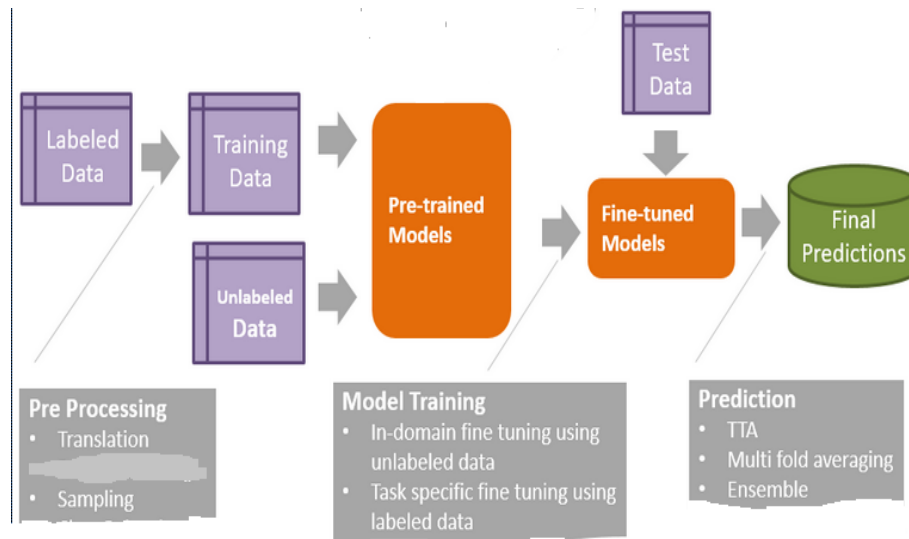 Test
Data
Labeled
Data
Training
Data
Pre-trained
Models
Fine-tuned
Models
Final
Predictions
Unlabeled
Data
Pre Processing
• Translation
• Sampling
Model Training
• In-domain fine tuning using
unlabeled data
• Task specific fine tuning using
labeled data
Prediction
• TTA
• Multi fold averaging
• Ensemble